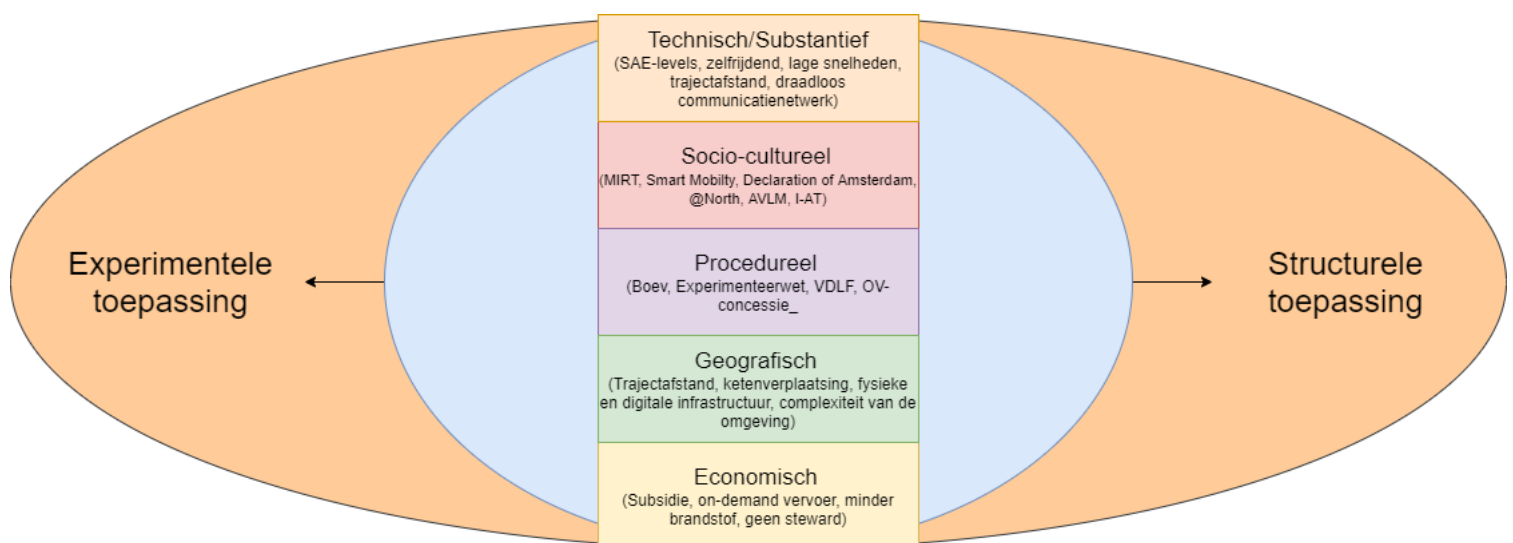 Technisch/Substantief
(SAE-levels, zelfrijdend, lage snelheden,
trajectafstand, draadloos
communicatienetwerk)
Socio-cultureel
(MIRT, Smart Mobilty, Declaration of Amsterdam,
@North, AVLM, I-AT)
Experimentele
toepassing
Procedureel
(Boev, Experimenteerwet, VDLF, OV-
concessie_
Structurele
toepassing
Geografisch
(Trajectafstand, ketenverplaatsing, fysieke
en digitale infrastructuur, complexiteit van de
omgeving)
Economisch
(Subsidie, on-demand vervoer, minder
brandstof, geen steward)